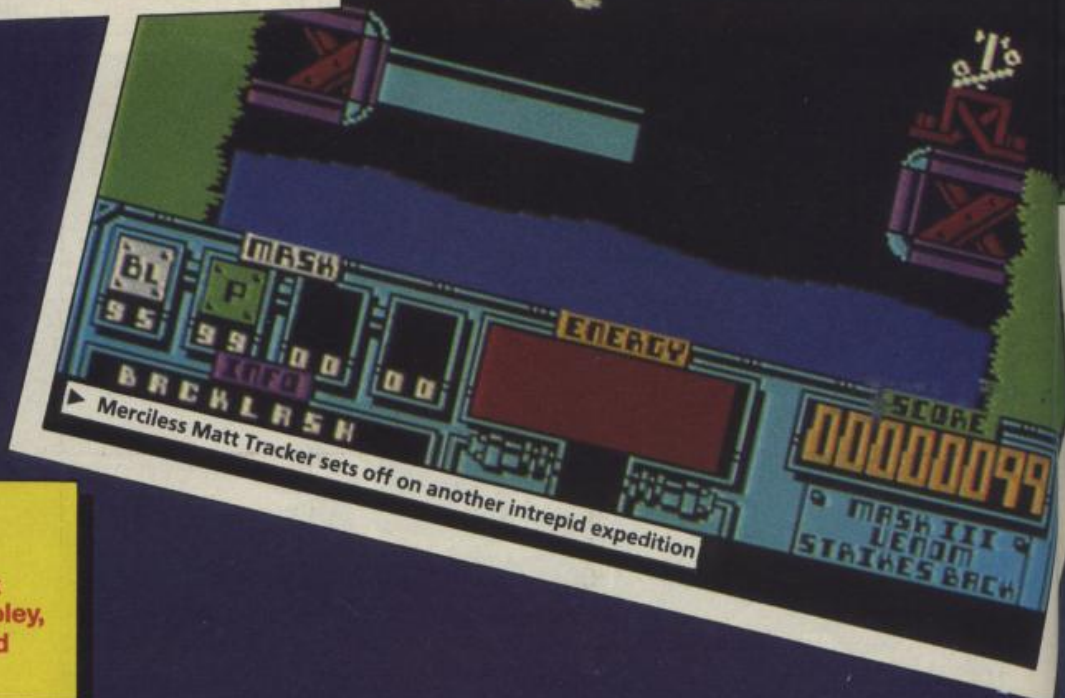 MASK
BL
P
95
99
00
00
INFO
BACKLASH
ENERGY
SCORE
00000099
MASK III
VENOM
STRIKES BACK
▶ Merciless Matt Tracker sets off on another intrepid expedition